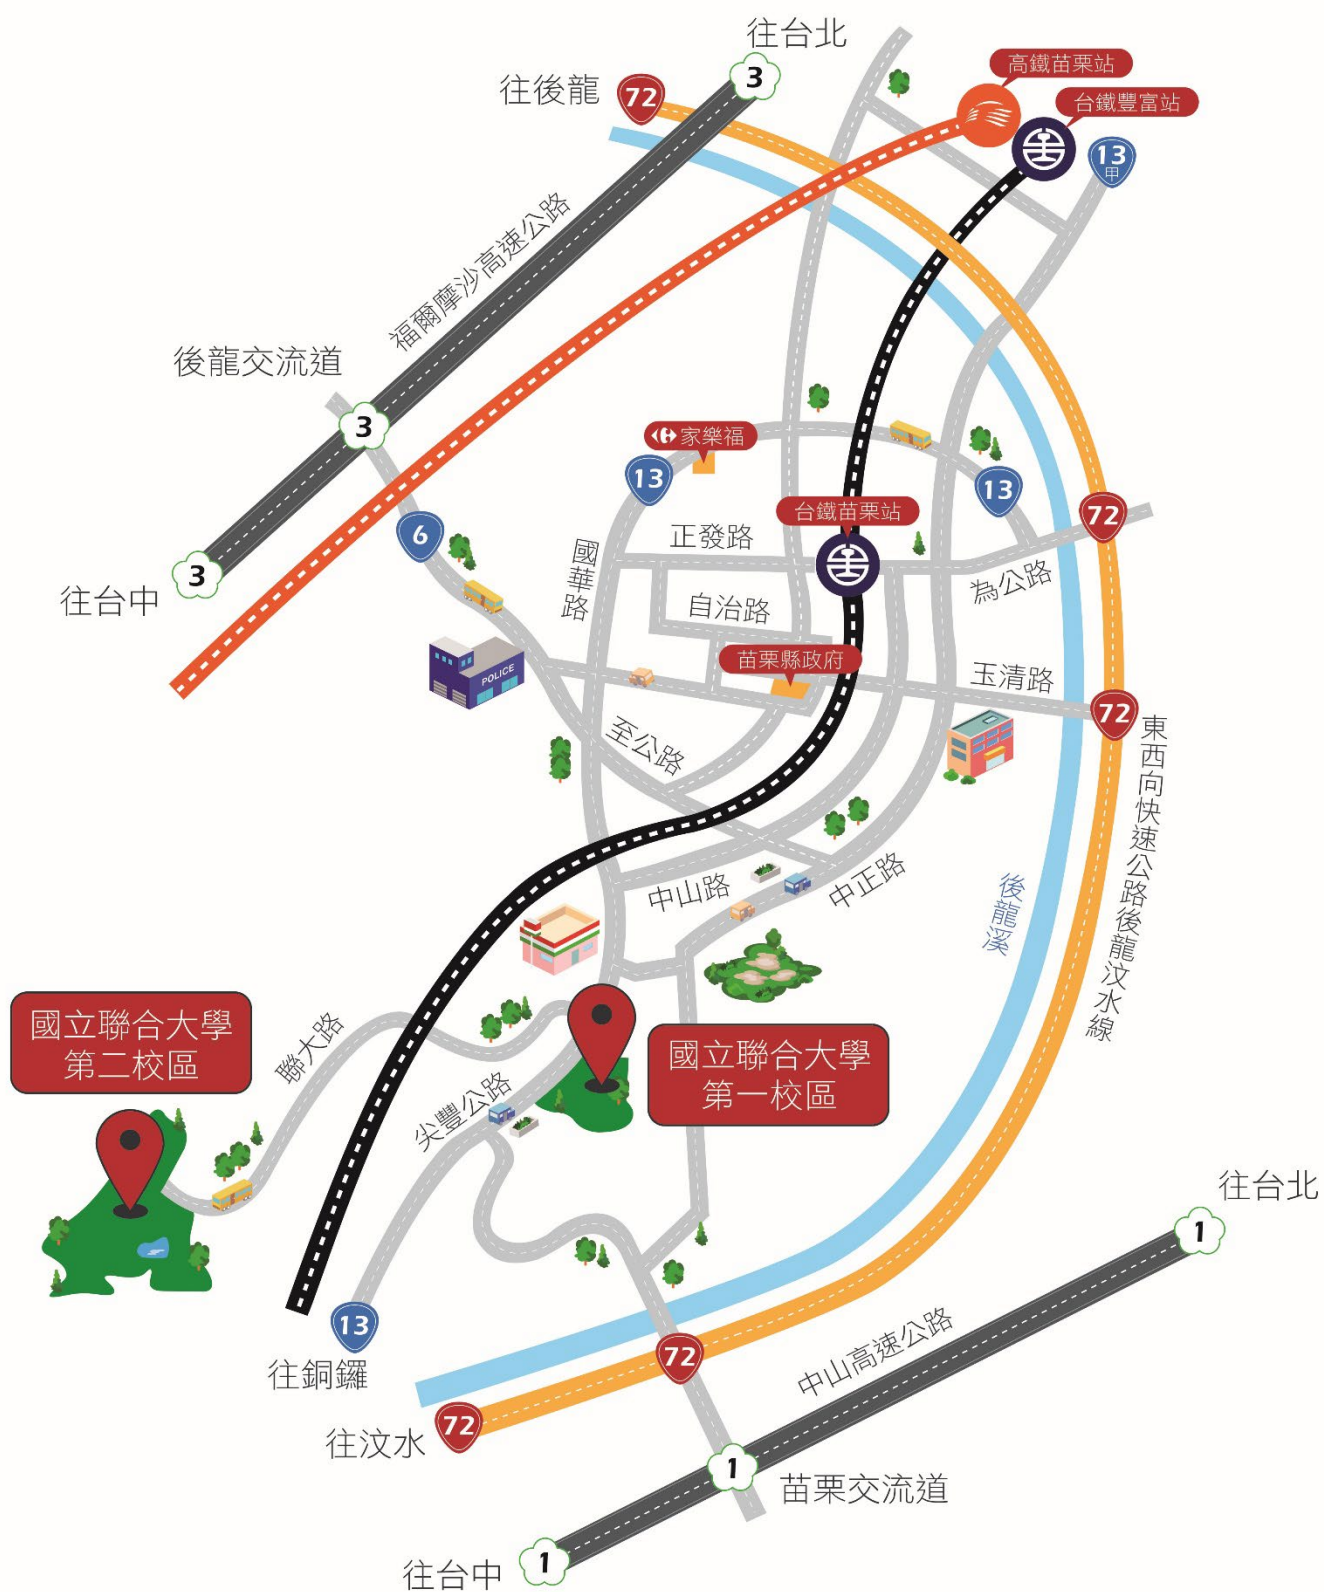 往台北
3
高鐵苗栗站
往後龍
72
台鐵豐富站
13
甲
福爾摩沙高速公路
後龍交流道
3
家樂福
13
13
6
台鐵苗栗站
72
正發路
國華路
為公路
3
往台中
自治路
POLICE
苗栗縣政府
玉清路
72
至公路
東西向快速公路後龍汶水線
中山路
中正路
後龍溪
國立聯合大學
第二校區
聯大路
國立聯合大學
第一校區
尖豐公路
往台北
1
13
往銅鑼
72
中山高速公路
72
往汶水
1
苗栗交流道
1
往台中